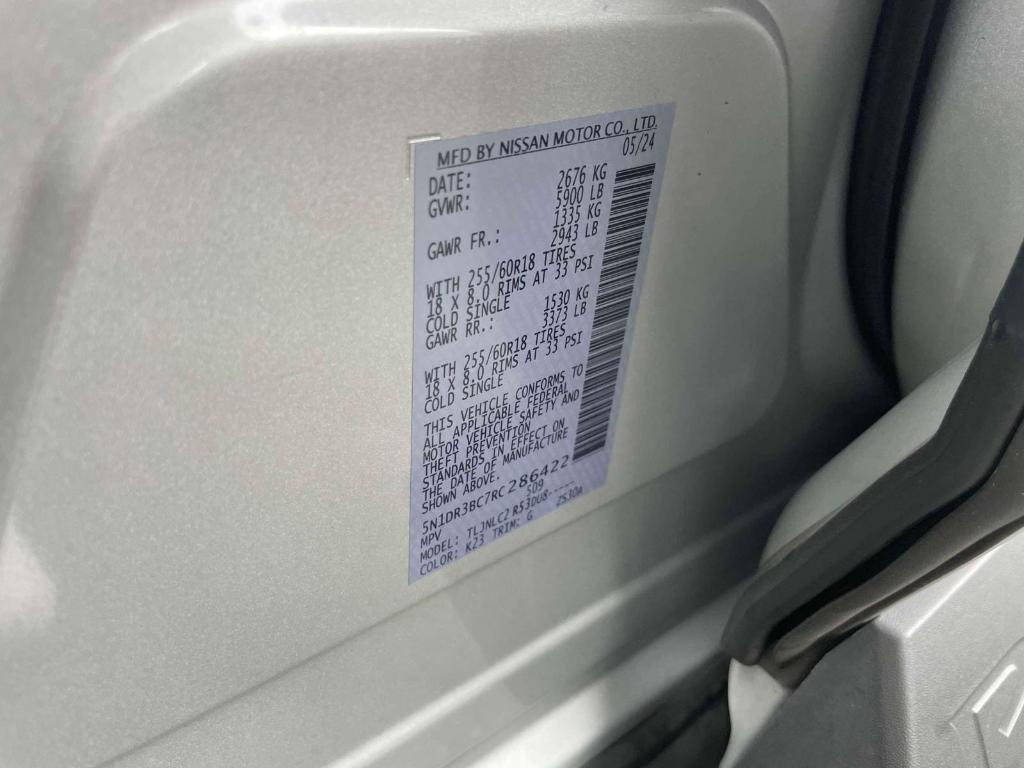 MFD BY NISSAN MOTOR CO., LTD.
DATE: 05/24
GVWR: 2676 KG
5900 LB
GAWR FR.: 1335 KG
2943 LB
WITH 255/60R18 TIRES
18 X 8.0 RIMS AT 33 PSI
COLD SINGLE
GAWR RR.: 1530 KG
3373 LB
WITH 255/60R18 TIRES
18 X 8.0 RIMS AT 33 PSI
COLD SINGLE
THIS VEHICLE CONFORMS TO
ALL APPLICABLE FEDERAL
MOTOR VEHICLE SAFETY AND
THEFT PREVENTION
STANDARDS IN EFFECT ON
THE DATE OF MANUFACTURE
SHOWN ABOVE.
5N1DR3BC7RC286422
MPV 509
MODEL: TLJNLC2 R53DU8-----
COLOR: K23 TRIM: G ZS30A